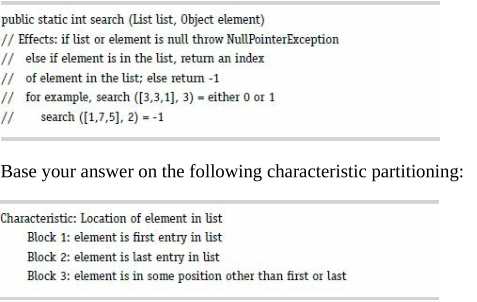 public static int search (List list, Object element)
// Effects: if list or element is null throw NullPointerException
// else if element is in the list, return an index
// of element in the list; else return -1
// for example, search ([3,3,1], 3) = either 0 or 1
// search ([1,7,5], 2) = -1
Base your answer on the following characteristic partitioning:
Characteristic: Location of element in list
Block 1: element is first entry in list
Block 2: element is last entry in list
Block 3: element is in some position other than first or last